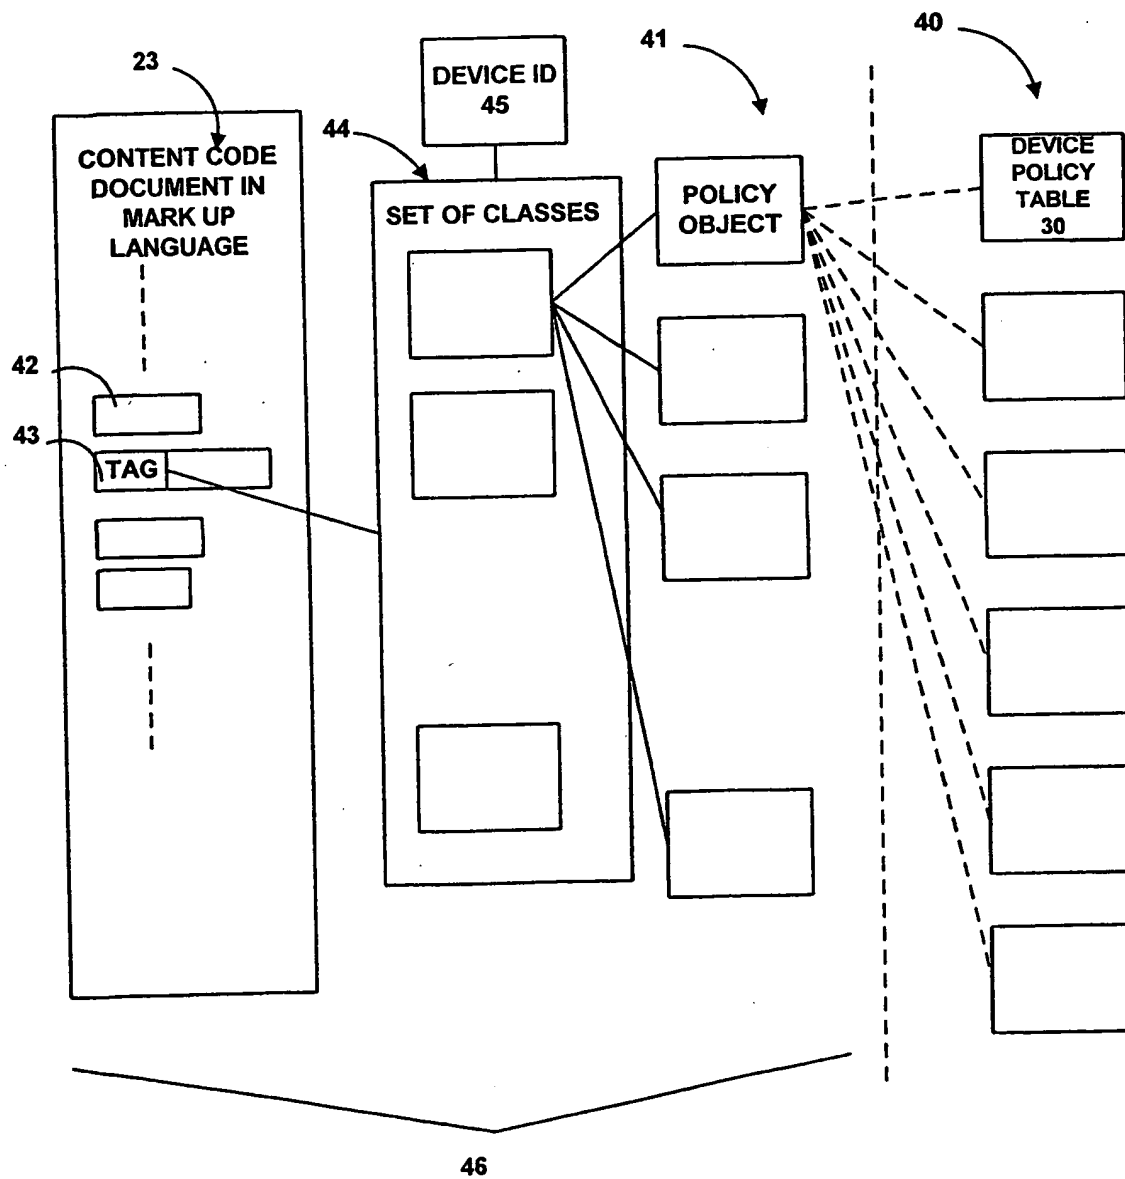 40
41
23
DEVICE ID
45
44
CONTENT CODE
DOCUMENT IN
MARK UP
LANGUAGE
SET OF CLASSES
POLICY
OBJECT
DEVICE
POLICY
TABLE
30
42
43
TAG
46